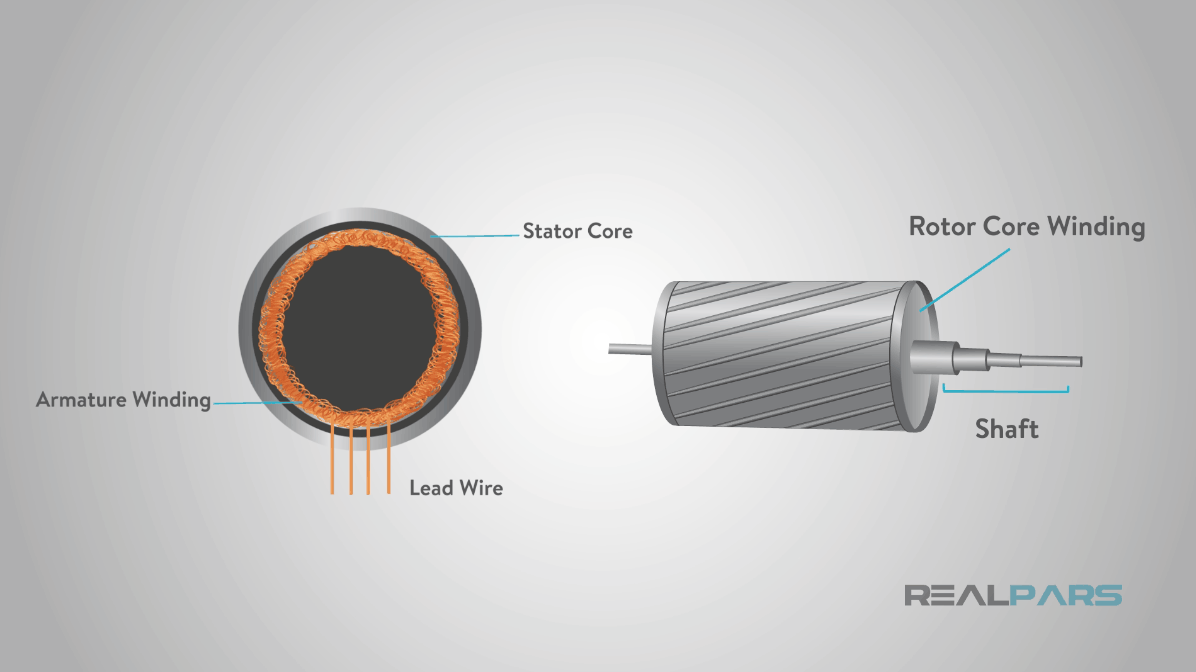 Rotor Core Winding
Stator Core
Armature Winding
Shaft
Lead Wire
REALPARS